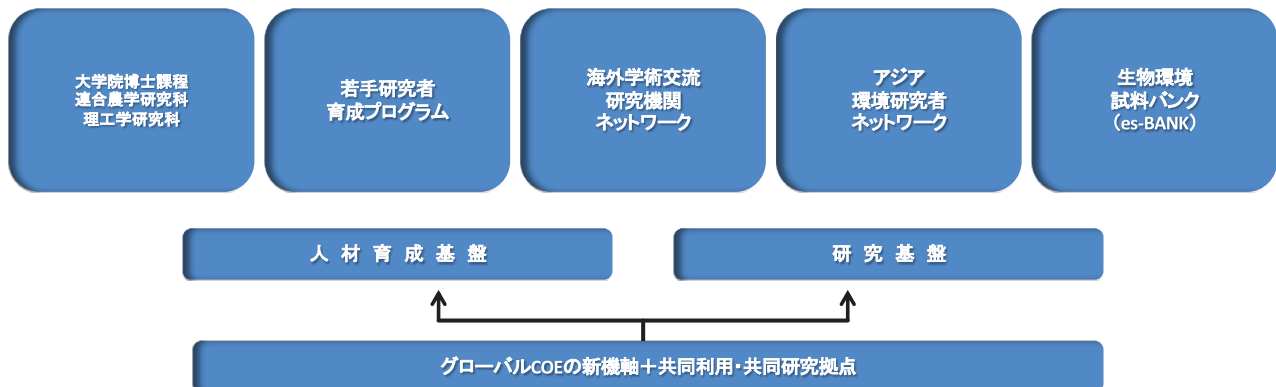 大学院博士課程
連合農学研究科
理工学研究科
若手研究者
育成プログラム
海外学術交流
研究機関
ネットワーク
アジア
環境研究者
ネットワーク
生物環境
試料バンク
(es-BANK)
人材育成基盤
研究基盤
グローバルCOEの新機軸＋共同利用・共同研究拠点